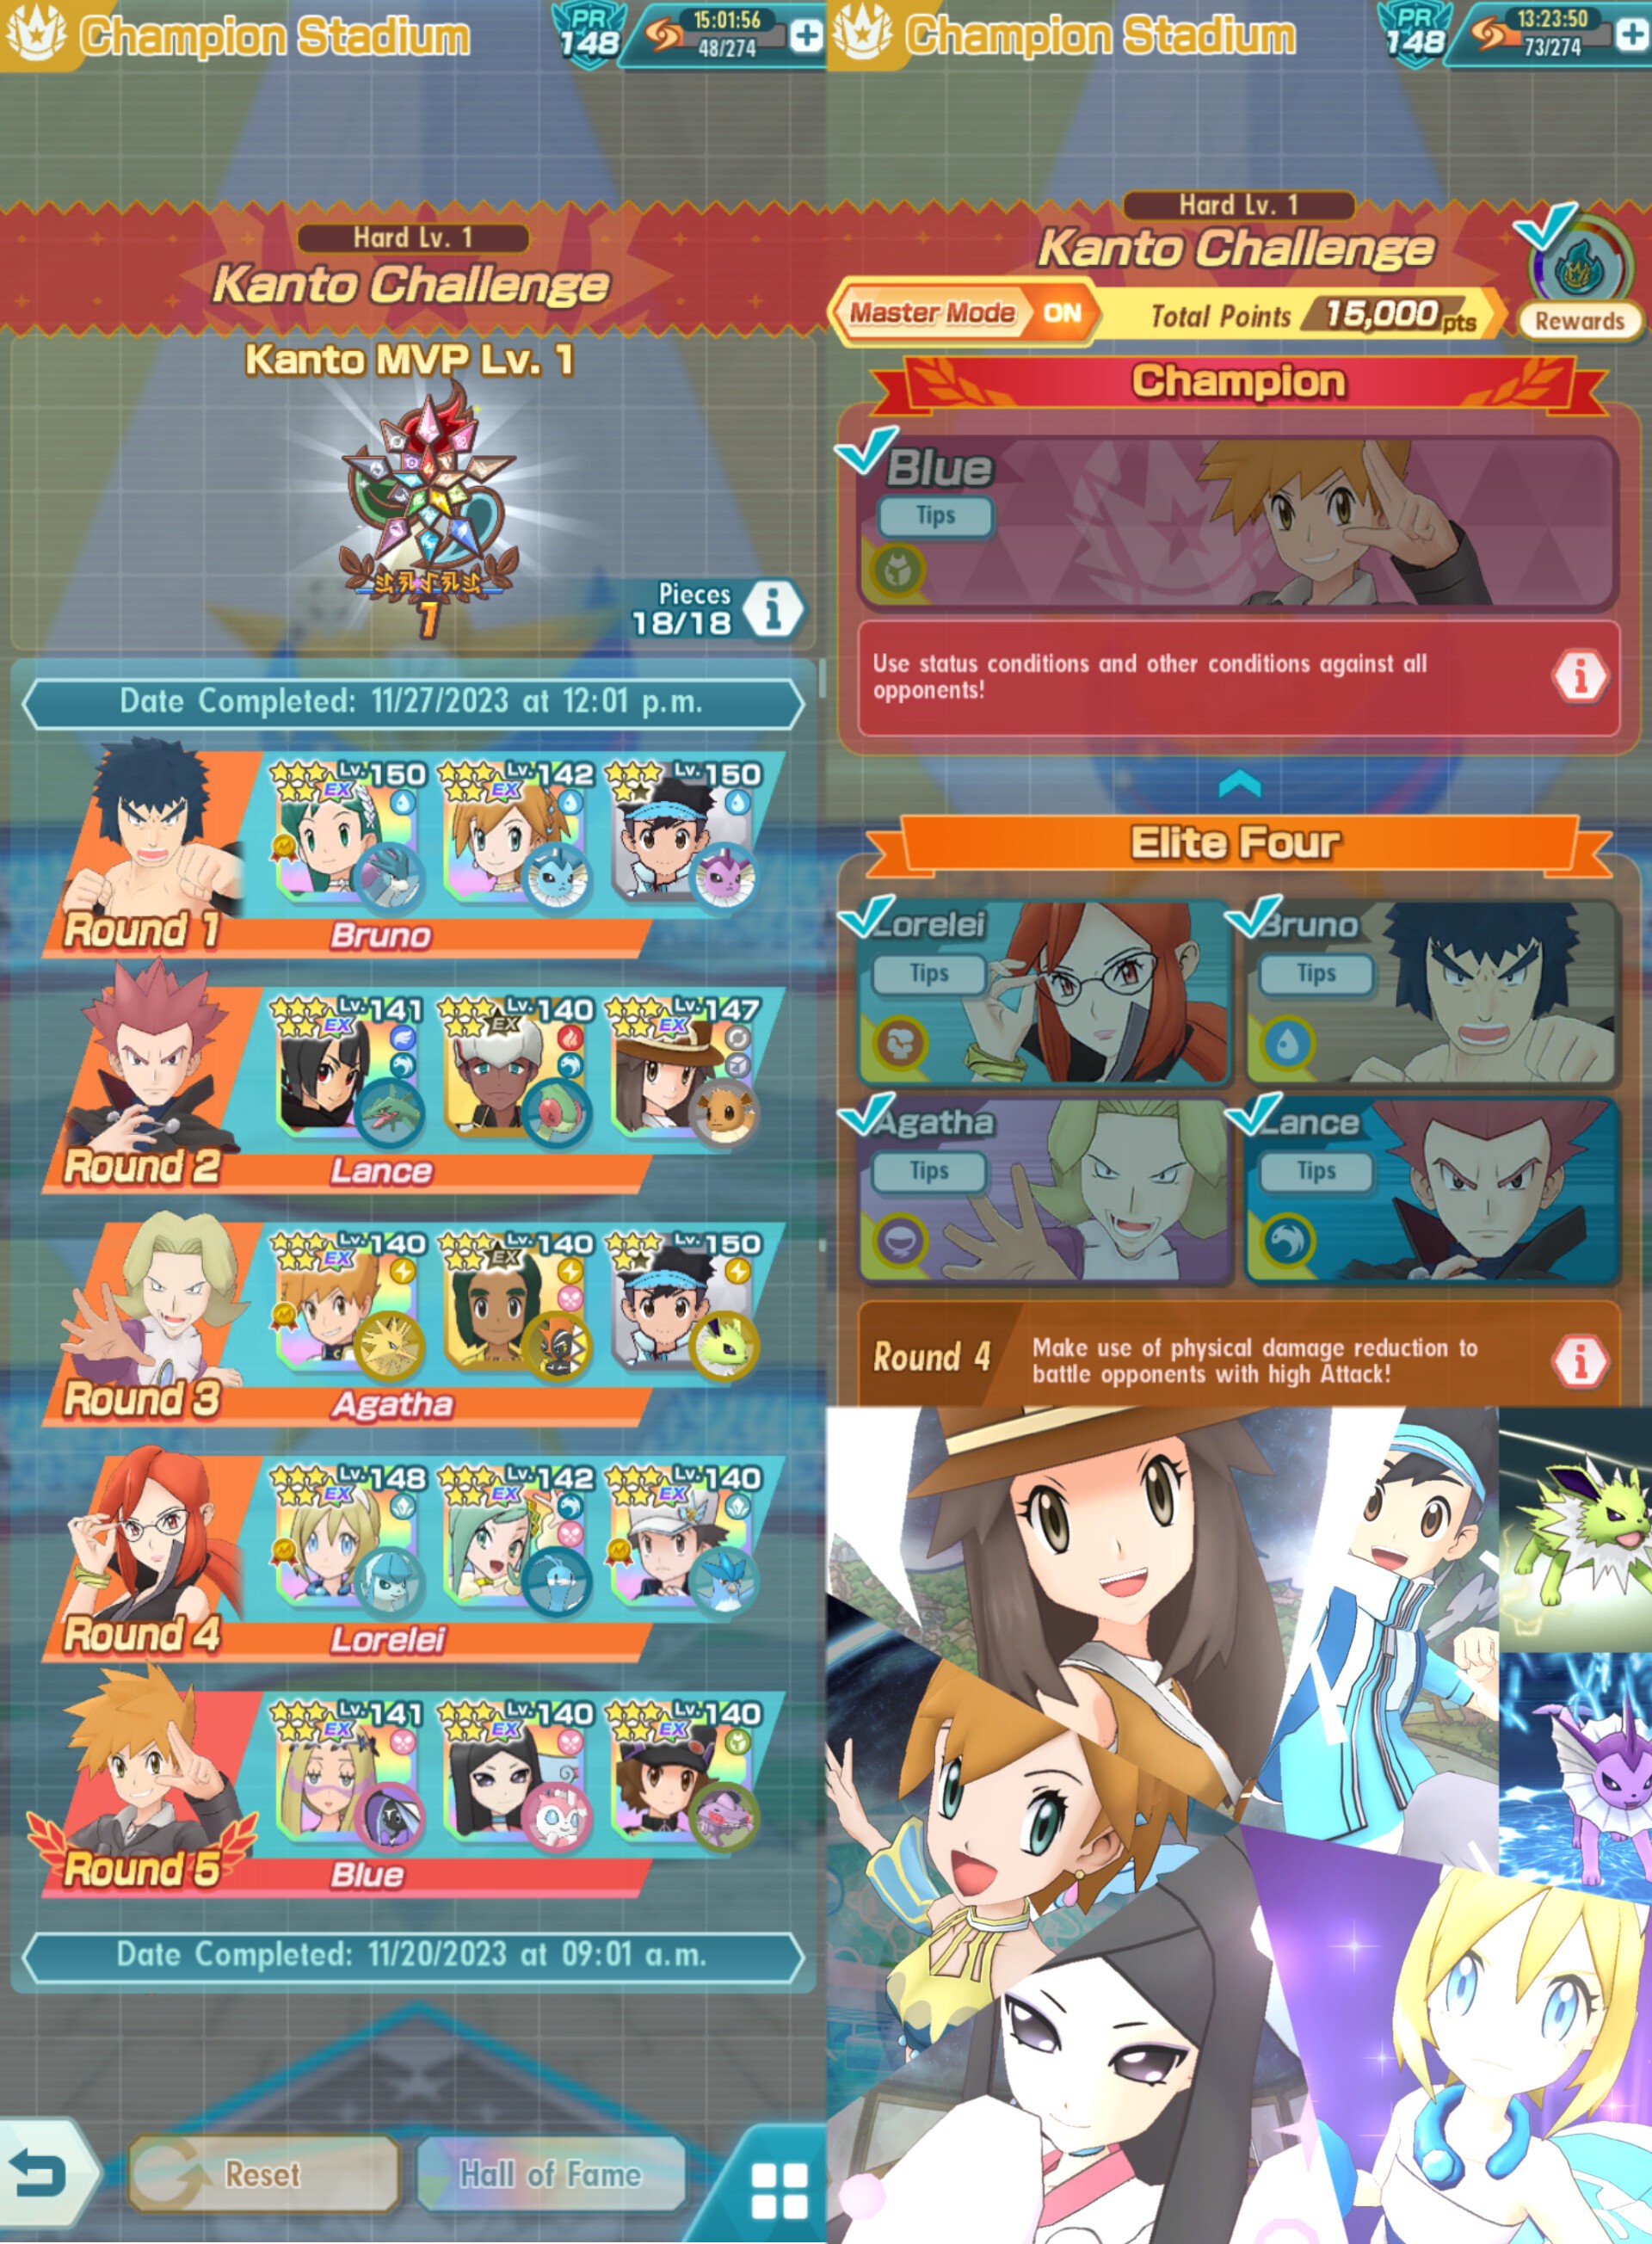 Champion Stadium
PR
148
15:01:56
48/274
Hard Lv. 1
Kanto Challenge
Kanto MVP Lv. 1
1
Pieces
18/18
Date Completed: 11/27/2023 at 12:01 p.m.
Lv. 150
EX
Lv. 142
EX
Lv. 150
Round 1
Bruno
Lv. 141
EX
Lv. 140
EX
Lv. 147
EX
Round 2
Lance
Lv. 140
EX
Lv. 140
EX
Lv. 150
Round 3
Agatha
Lv. 148
EX
Lv. 142
EX
Lv. 140
EX
Round 4
Lorelei
Lv. 141
EX
Lv. 140
EX
Lv. 140
EX
Round 5
Blue
Date Completed: 11/20/2023 at 09:01 a.m.
Reset
Hall of Fame
Champion Stadium
PR
148
13:23:50
73/274
Hard Lv. 1
Kanto Challenge
Master Mode ON
Total Points 15,000 pts
Rewards
Champion
Blue
Tips
Use status conditions and other conditions against all
opponents!
Elite Four
Lorelei
Tips
Bruno
Tips
Agatha
Tips
Lance
Tips
Round 4
Make use of physical damage reduction to
battle opponents with high Attack!